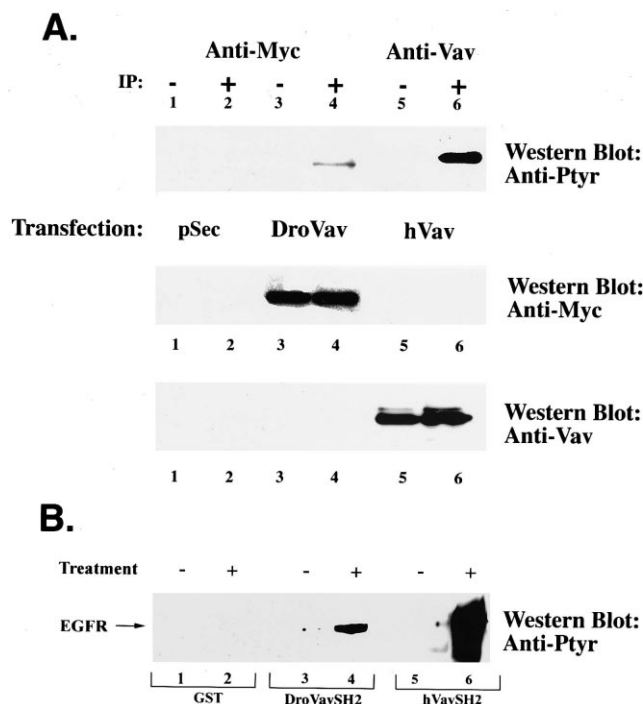 A.
Anti-Myc Anti-Vav
IP: - + - + - +
1 2 3 4 5 6
Western Blot:
Anti-Ptyr
Transfection: pSec DroVav hVav
Western Blot:
Anti-Myc
1 2 3 4 5 6
Western Blot:
Anti-Vav
1 2 3 4 5 6
B.
Treatment - + - + - +
EGFR
Western Blot:
Anti-Ptyr
1 2 3 4 5 6
GST DroVavSH2 hVavSH2